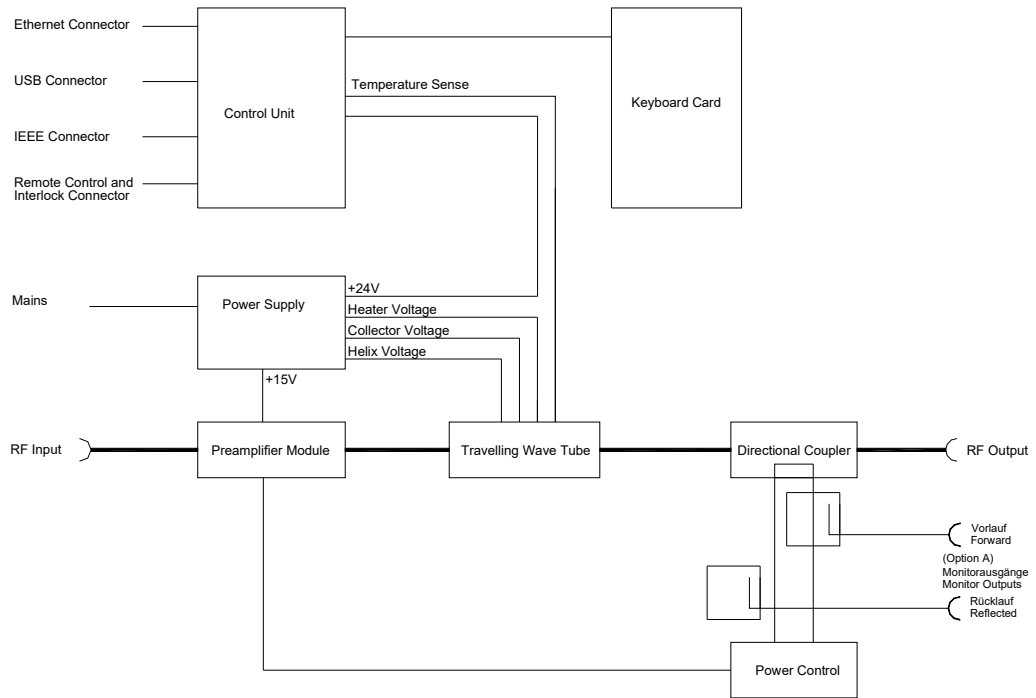 Ethernet Connector
USB Connector
IEEE Connector
Remote Control and
Interlock Connector
Control Unit
Temperature Sense
Keyboard Card
Mains
Power Supply
+24V
Heater Voltage
Collector Voltage
Helix Voltage
+15V
RF Input
Preamplifier Module
Travelling Wave Tube
Directional Coupler
RF Output
Vorlauf
Forward
(Option A)
Monitorausgänge
Monitor Outputs
Rücklauf
Reflected
Power Control